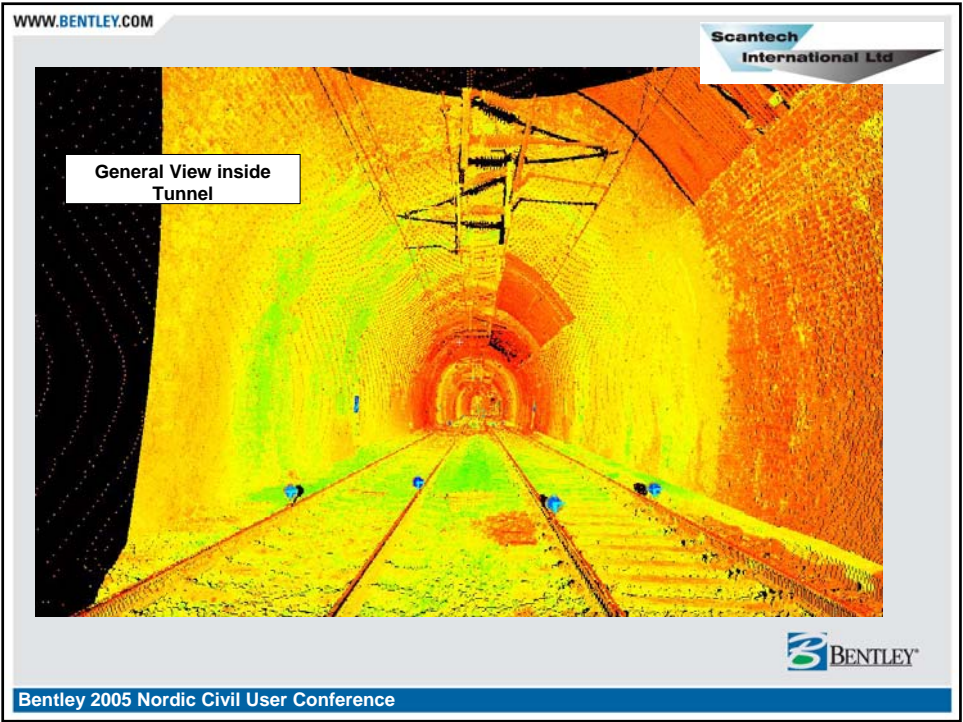 WWW.BENTLEY.COM
Scantech
International Ltd
General View inside
Tunnel
BENTLEY
Bentley 2005 Nordic Civil User Conference